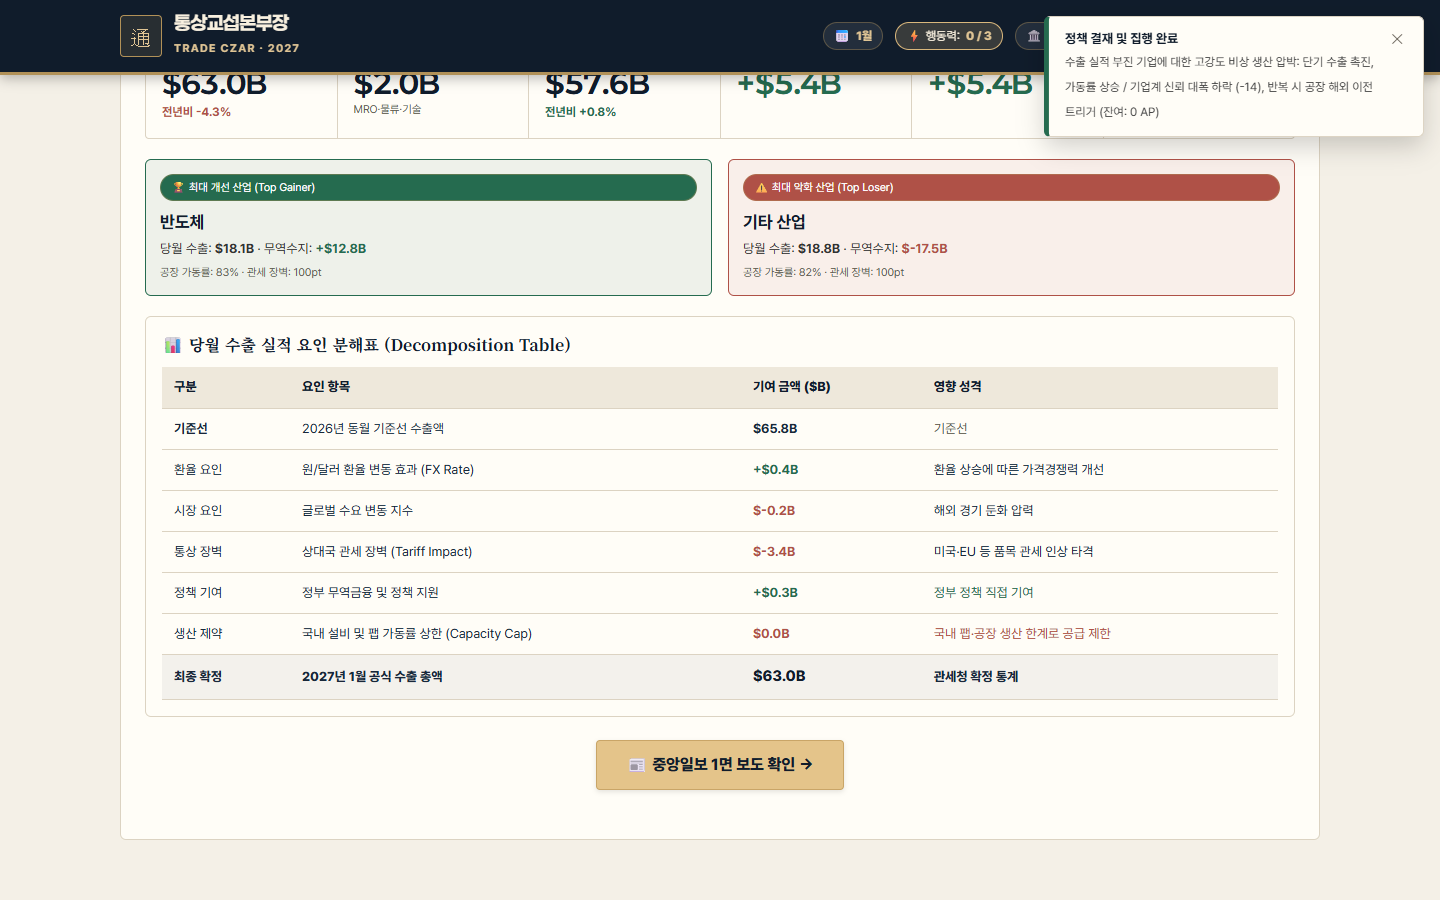 通
통상교섭본부장
TRADE CZAR · 2027
1월
행동력: 0 / 3
정책 결재 및 집행 완료
수출 실적 부진 기업에 대한 고강도 비상 생산 압박: 단기 수출 촉진,
가동률 상승 / 기업계 신뢰 대폭 하락 (-14), 반복 시 공장 해외 이전
트리거 (잔여: 0 AP)
$63.0B
전년비 -4.3%
$2.0B
MRO·물류·기술
$57.6B
전년비 +0.8%
+$5.4B
+$5.4B
최대 개선 산업 (Top Gainer)
반도체
당월 수출: $18.1B · 무역수지: +$12.8B
공장 가동률: 83% · 관세 장벽: 100pt
최대 악화 산업 (Top Loser)
기타 산업
당월 수출: $18.8B · 무역수지: $-17.5B
공장 가동률: 82% · 관세 장벽: 100pt
당월 수출 실적 요인 분해표 (Decomposition Table)
구분 요인 항목 기여 금액 ($B) 영향 성격
기준선 2026년 동월 기준선 수출액 $65.8B 기준선
환율 요인 원/달러 환율 변동 효과 (FX Rate) +$0.4B 환율 상승에 따른 가격경쟁력 개선
시장 요인 글로벌 수요 변동 지수 $-0.2B 해외 경기 둔화 압력
통상 장벽 상대국 관세 장벽 (Tariff Impact) $-3.4B 미국·EU 등 품목 관세 인상 타격
정책 기여 정부 무역금융 및 정책 지원 +$0.3B 정부 정책 직접 기여
생산 제약 국내 설비 및 팹 가동률 상한 (Capacity Cap) $0.0B 국내 팹·공장 생산 한계로 공급 제한
최종 확정 2027년 1월 공식 수출 총액 $63.0B 관세청 확정 통계
중앙일보 1면 보도 확인 →